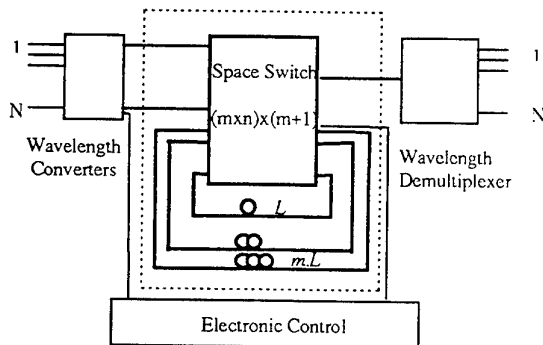 1
N
Wavelength
Converters
Space Switch
(mxn)x(m+1)
L
m.L
1
N
Wavelength
Demultiplexer
Electronic Control